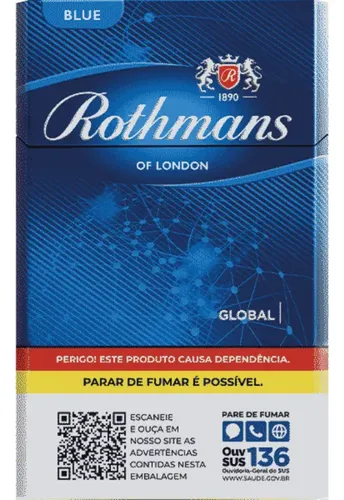 BLUE
R
1890
Rothmans
OF LONDON
GLOBAL
PERIGO! ESTE PRODUTO CAUSA DEPENDÊNCIA.
PARAR DE FUMAR É POSSÍVEL.
ESCANEIE
E OUÇA EM
NOSSO SITE AS
ADVERTÊNCIAS
CONTIDAS NESTA
EMBALAGEM
PARE DE FUMAR
Ouv
SUS 136
Ouvidoria-Geral do SUS
WWW.SAUDE.GOV.BR